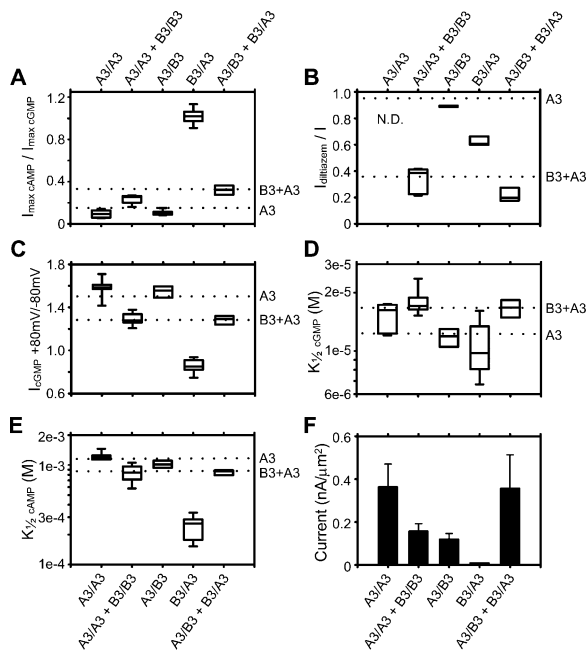 A3/A3
A3/A3 + B3/B3
A3/B3
B3/A3
A3/B3 + B3/A3
A3/A3
A3/A3 + B3/B3
A3/B3
B3/A3
A3/B3 + B3/A3
A
I max cAMP / I max cGMP
1.2
0.8
0.4
0
B3+A3
A3
B
I diltiazem / I
1.0
0.8
0.6
0.4
0.2
0
N.D.
A3
B3+A3
C
I cGMP +80mV/-80mV
1.8
1.4
1.0
0.6
A3
B3+A3
D
K½ cGMP (M)
3e-5
2e-5
1e-5
6e-6
B3+A3
A3
E
K½ cAMP (M)
2e-3
1e-3
3e-4
1e-4
A3
B3+A3
F
Current (nA/µm²)
0.6
0.4
0.2
0
A3/A3
A3/A3 + B3/B3
A3/B3
B3/A3
A3/B3 + B3/A3
A3/A3
A3/A3 + B3/B3
A3/B3
B3/A3
A3/B3 + B3/A3